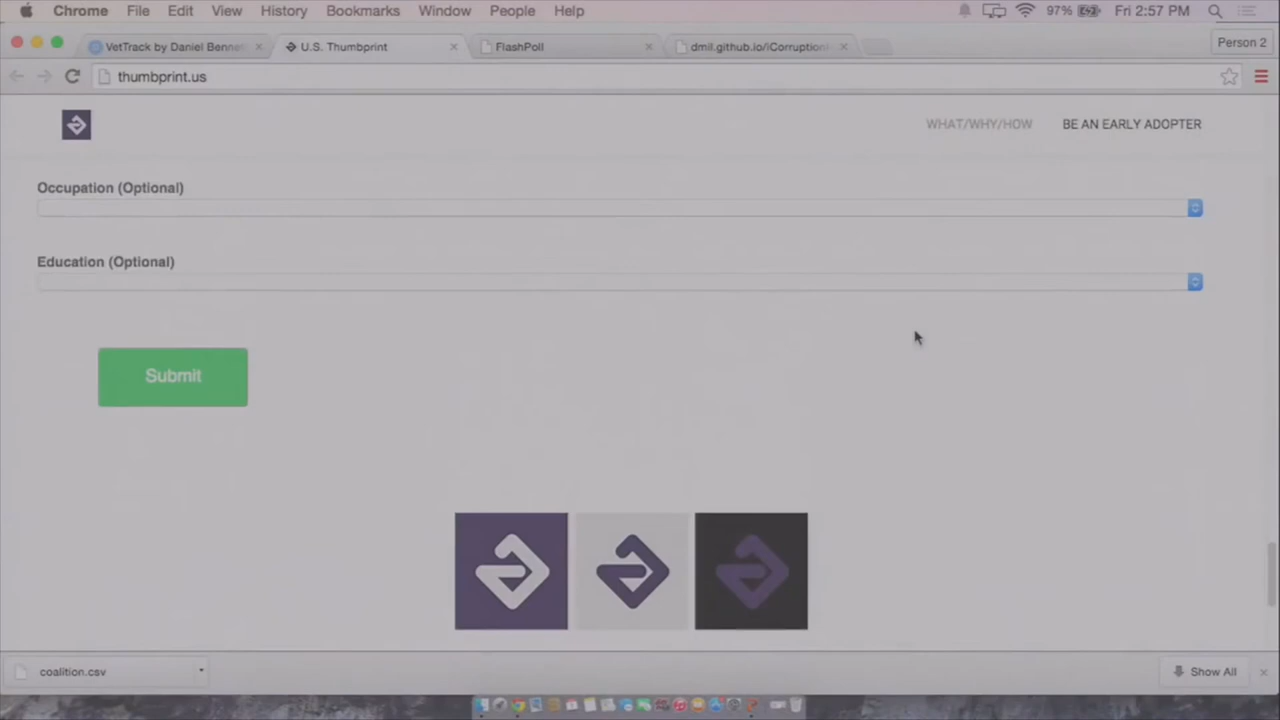 Chrome File Edit View History Bookmarks Window People Help 97% Fri 2:57 PM
VetTrack by Daniel Bennet U.S. Thumbprint FlashPoll dmil.github.io/iCorruption Person 2
thumbprint.us
WHAT/WHY/HOW BE AN EARLY ADOPTER
Occupation (Optional)
Education (Optional)
Submit
coalition.csv Show All